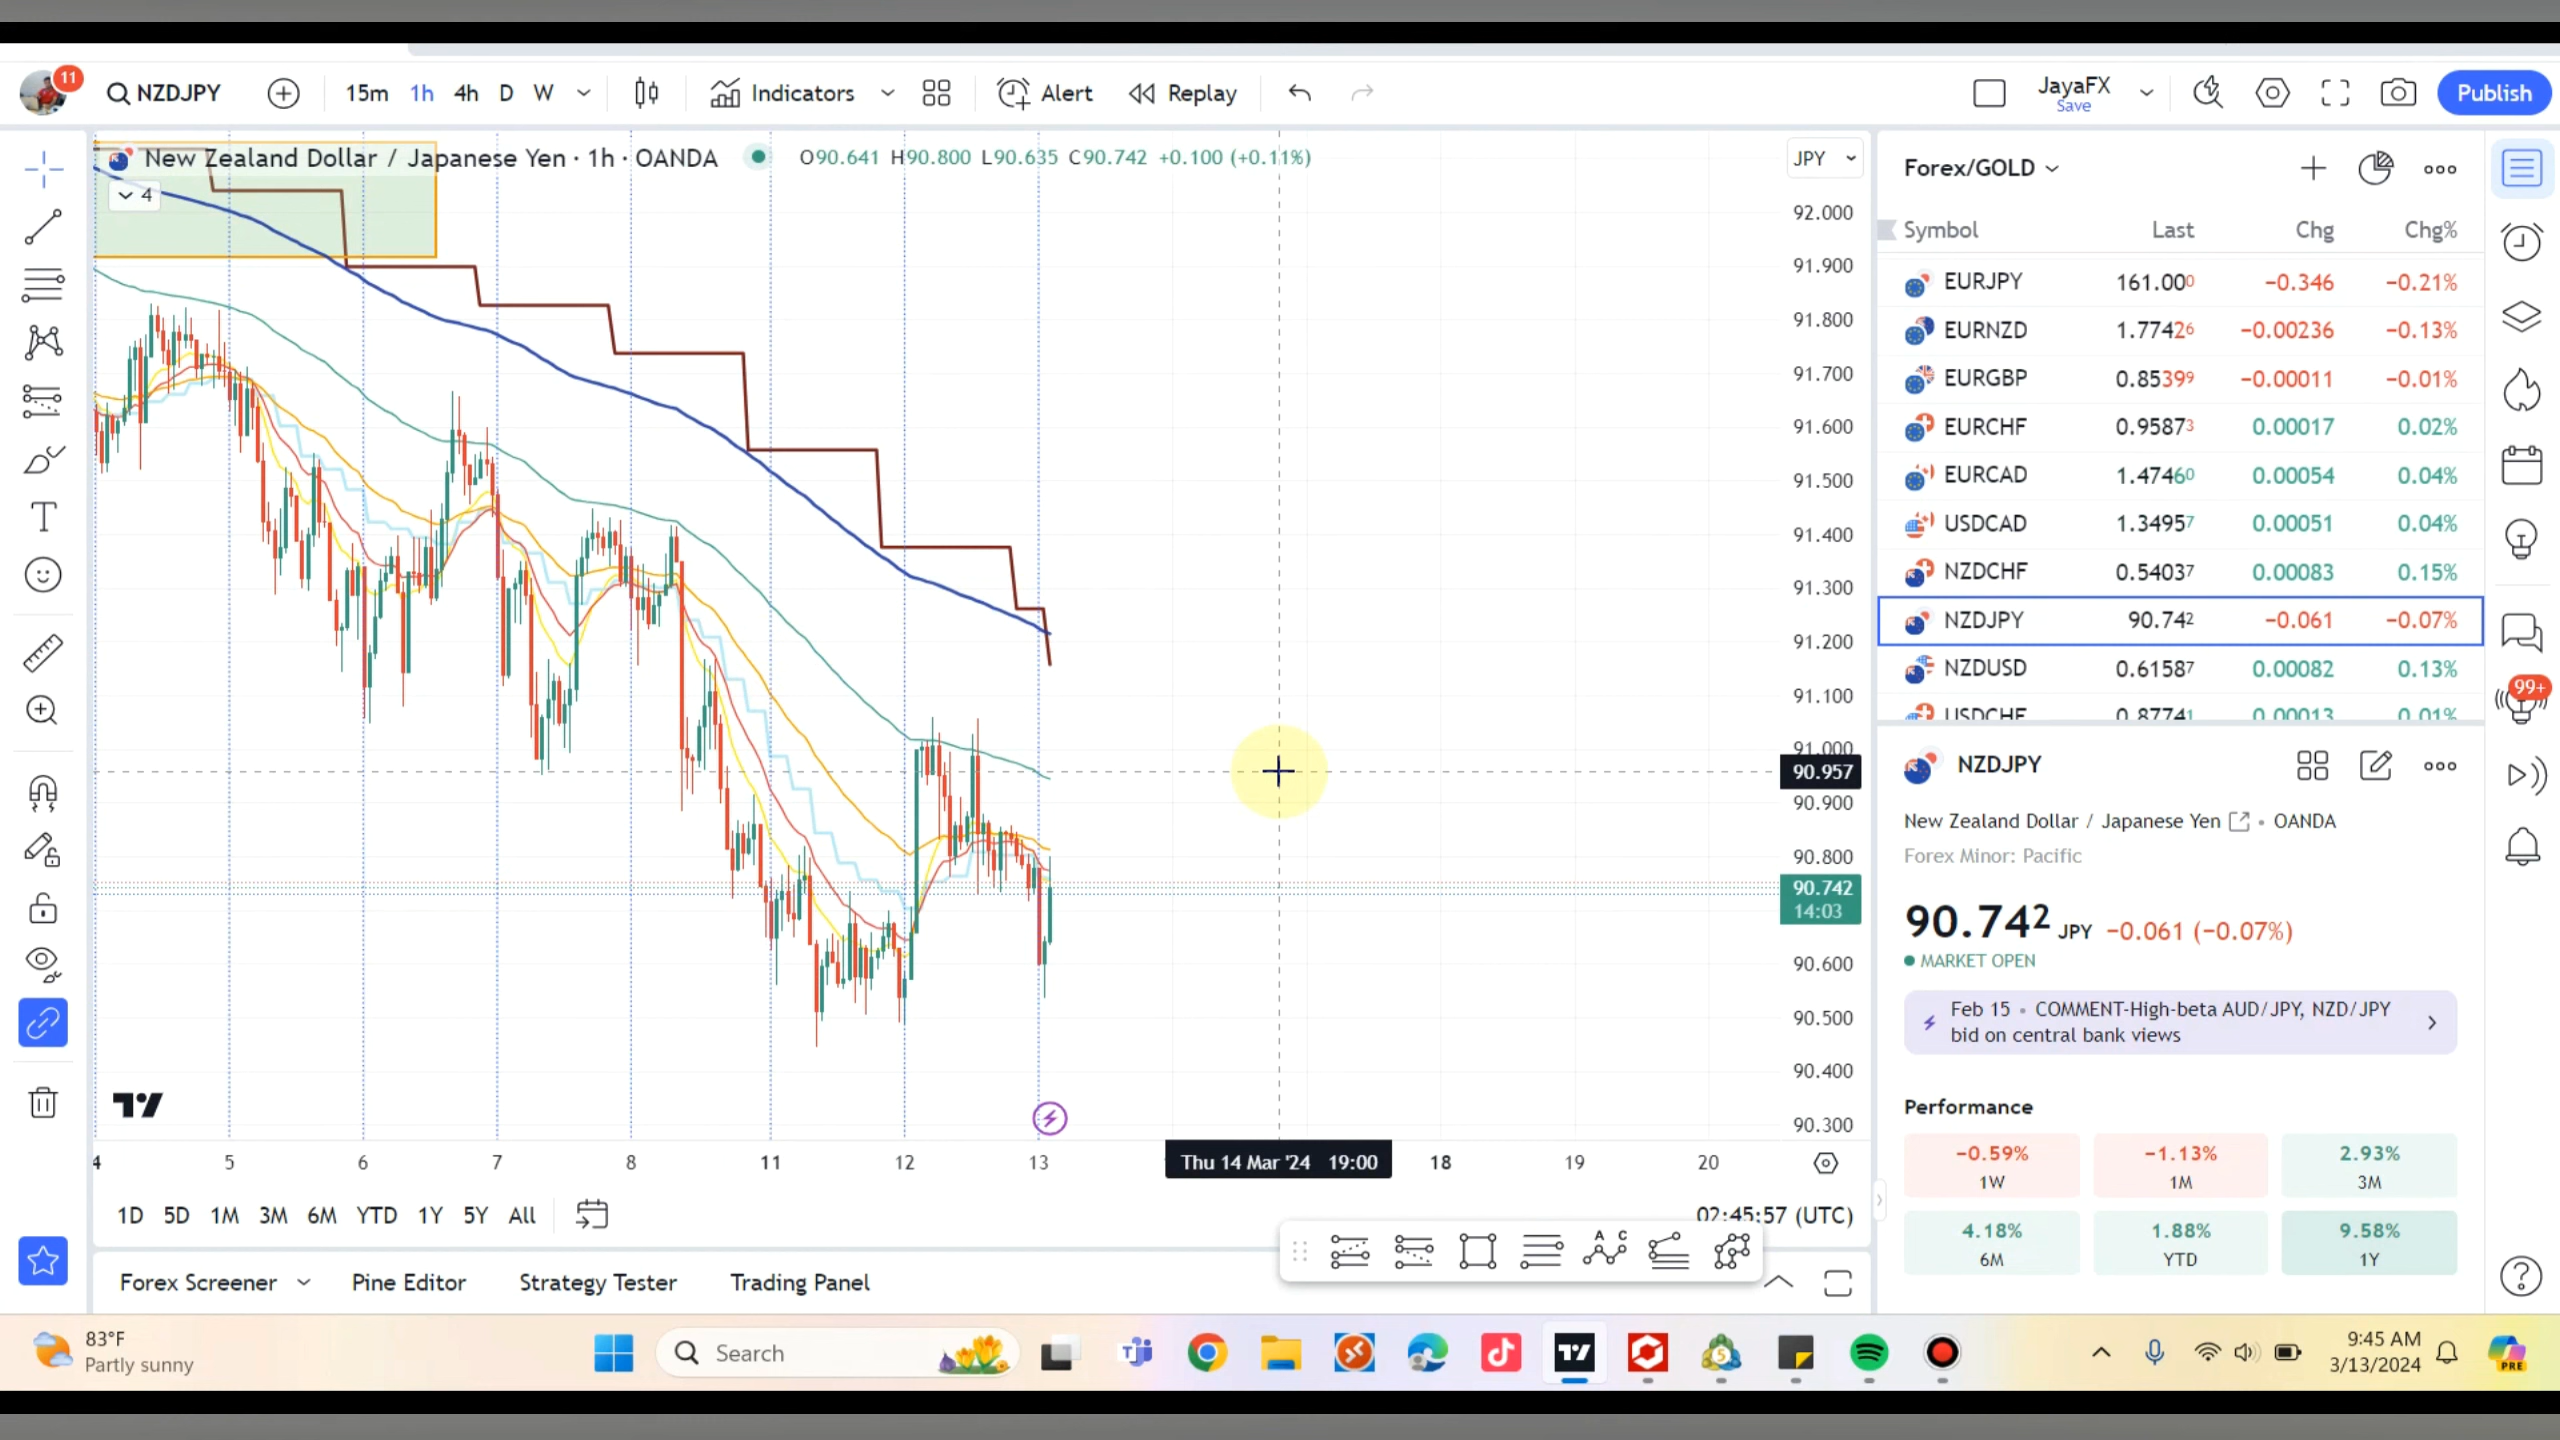 11
NZDJPY
15m 1h 4h D W
Indicators
Alert
Replay
JayaFX
Save
Publish
New Zealand Dollar / Japanese Yen · 1h · OANDA
O90.641 H90.800 L90.635 C90.742 +0.100 (+0.11%)
4
JPY
92.000
91.900
91.800
91.700
91.600
91.500
91.400
91.300
91.200
91.100
91.000
90.957
90.900
90.800
90.742
14:03
90.600
90.500
90.400
90.300
4 5 6 7 8 11 12 13 Thu 14 Mar '24 19:00 18 19 20
1D 5D 1M 3M 6M YTD 1Y 5Y All
02:45:57 (UTC)
A C
Forex Screener Pine Editor Strategy Tester Trading Panel
Forex/GOLD
Symbol Last Chg Chg%
EURJPY 161.000 −0.346 −0.21%
EURNZD 1.77426 −0.00236 −0.13%
EURGBP 0.85399 −0.00011 −0.01%
EURCHF 0.95873 0.00017 0.02%
EURCAD 1.47460 0.00054 0.04%
USDCAD 1.34957 0.00051 0.04%
NZDCHF 0.54037 0.00083 0.15%
NZDJPY 90.742 −0.061 −0.07%
NZDUSD 0.61587 0.00082 0.13%
USDCHF 0.87741 0.00013 0.01%
99+
NZDJPY
New Zealand Dollar / Japanese Yen • OANDA
Forex Minor: Pacific
90.742 JPY −0.061 (−0.07%)
MARKET OPEN
Feb 15 • COMMENT-High-beta AUD/JPY, NZD/JPY
bid on central bank views
Performance
−0.59% −1.13% 2.93%
1W 1M 3M
4.18% 1.88% 9.58%
6M YTD 1Y
83°F
Partly sunny
Search
9:45 AM
3/13/2024
PRE